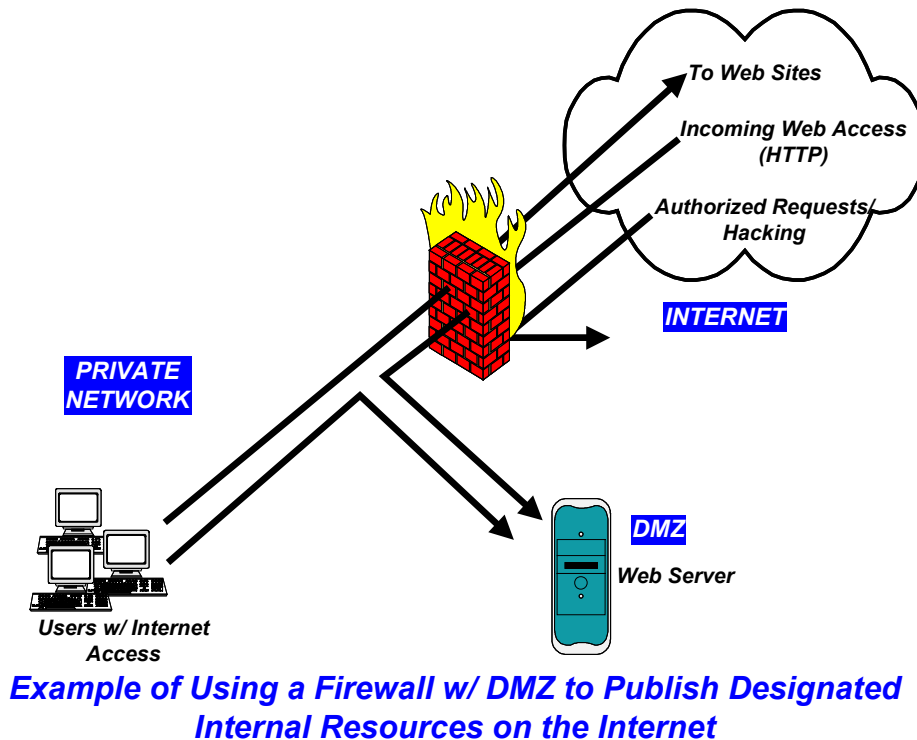 To Web Sites
Incoming Web Access
(HTTP)
Authorized Requests/
Hacking
INTERNET
PRIVATE
NETWORK
DMZ
Web Server
Users w/ Internet
Access
Example of Using a Firewall w/ DMZ to Publish Designated
Internal Resources on the Internet